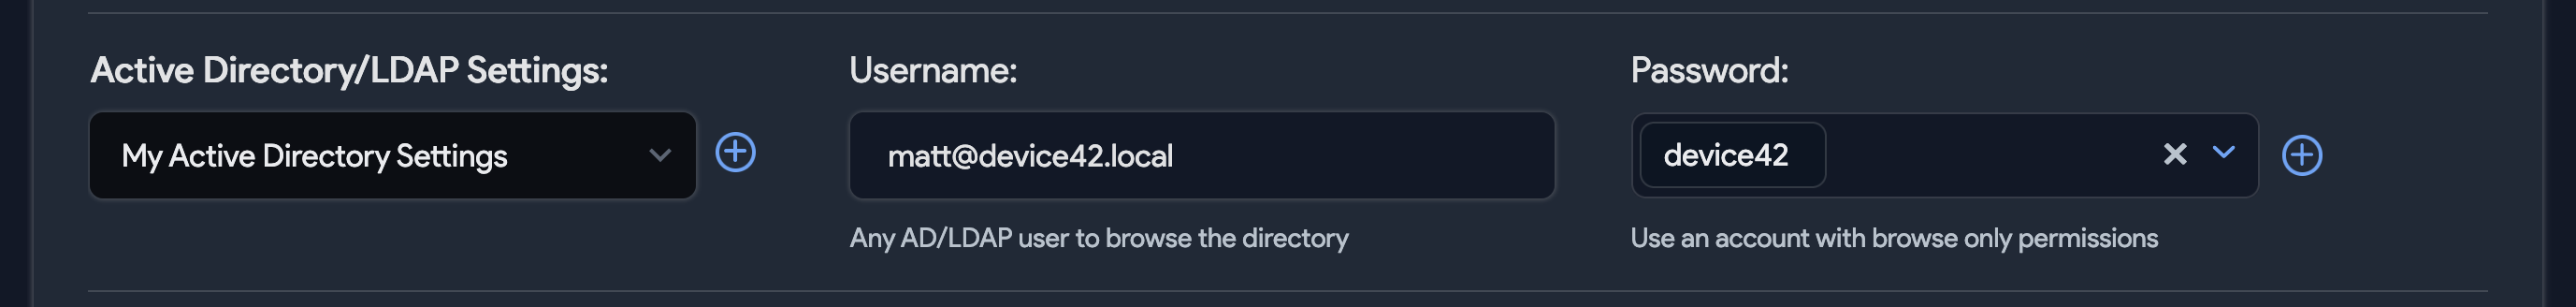 Active Directory/LDAP Settings:
My Active Directory Settings
Username:
matt@device42.local
Any AD/LDAP user to browse the directory
Password:
device42
Use an account with browse only permissions